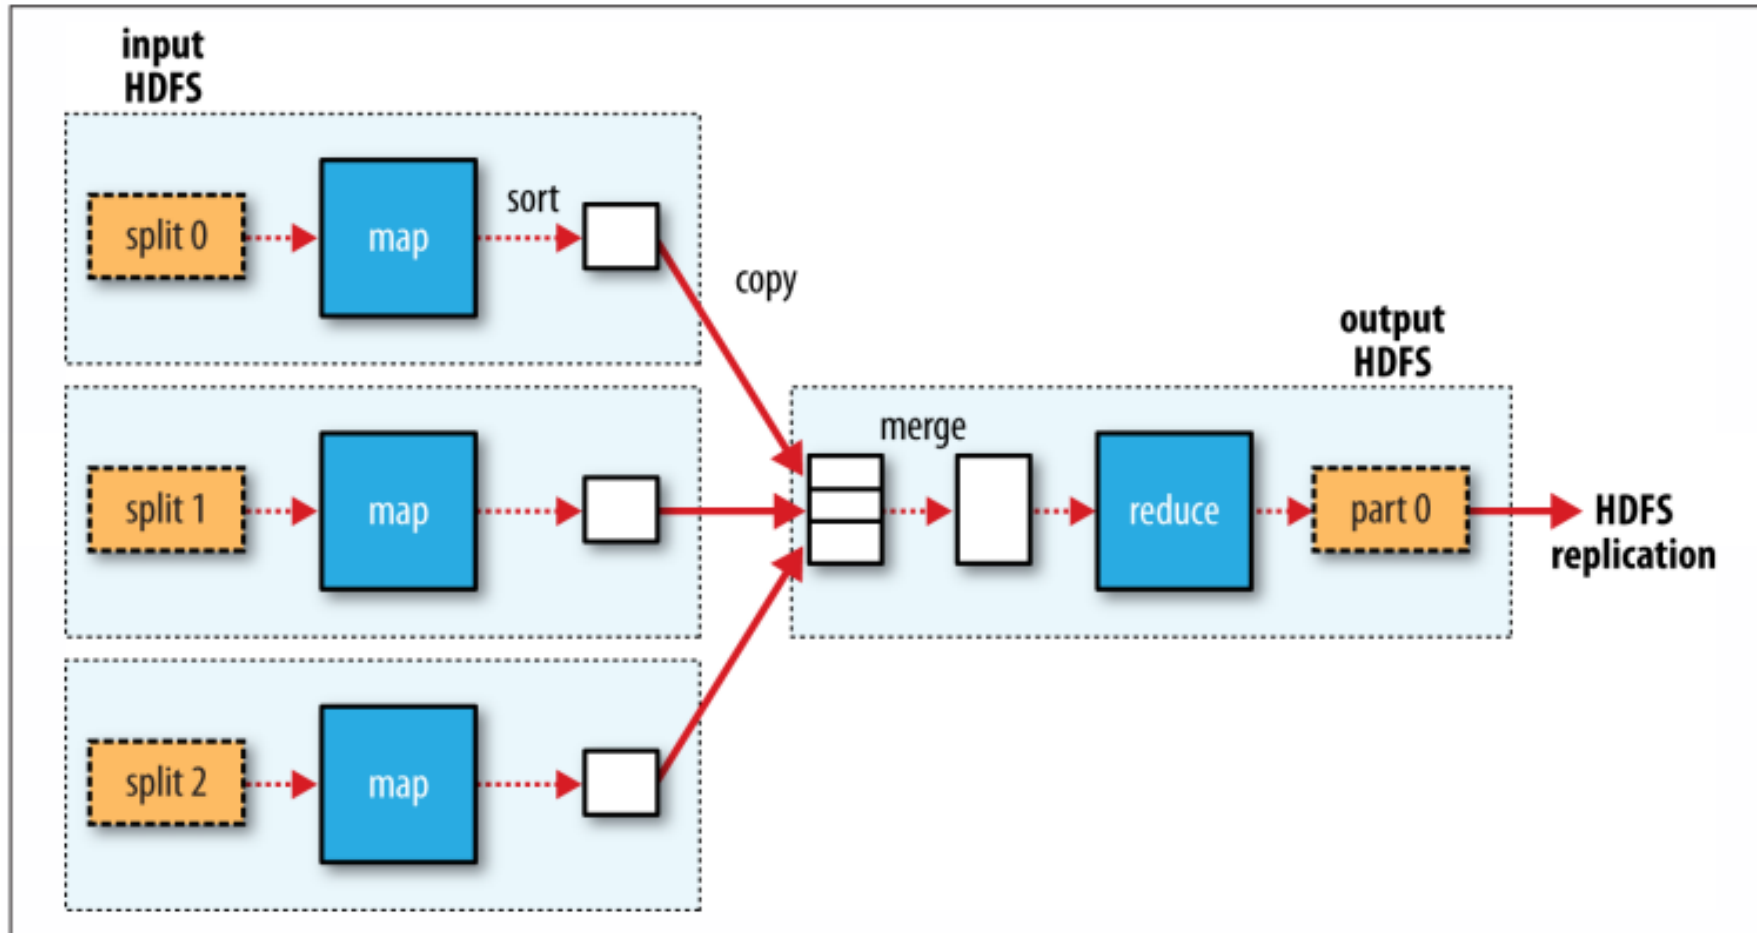 input
HDFS
split 0
map
sort
copy
split 1
map
split 2
map
output
HDFS
merge
reduce
part 0
HDFS
replication